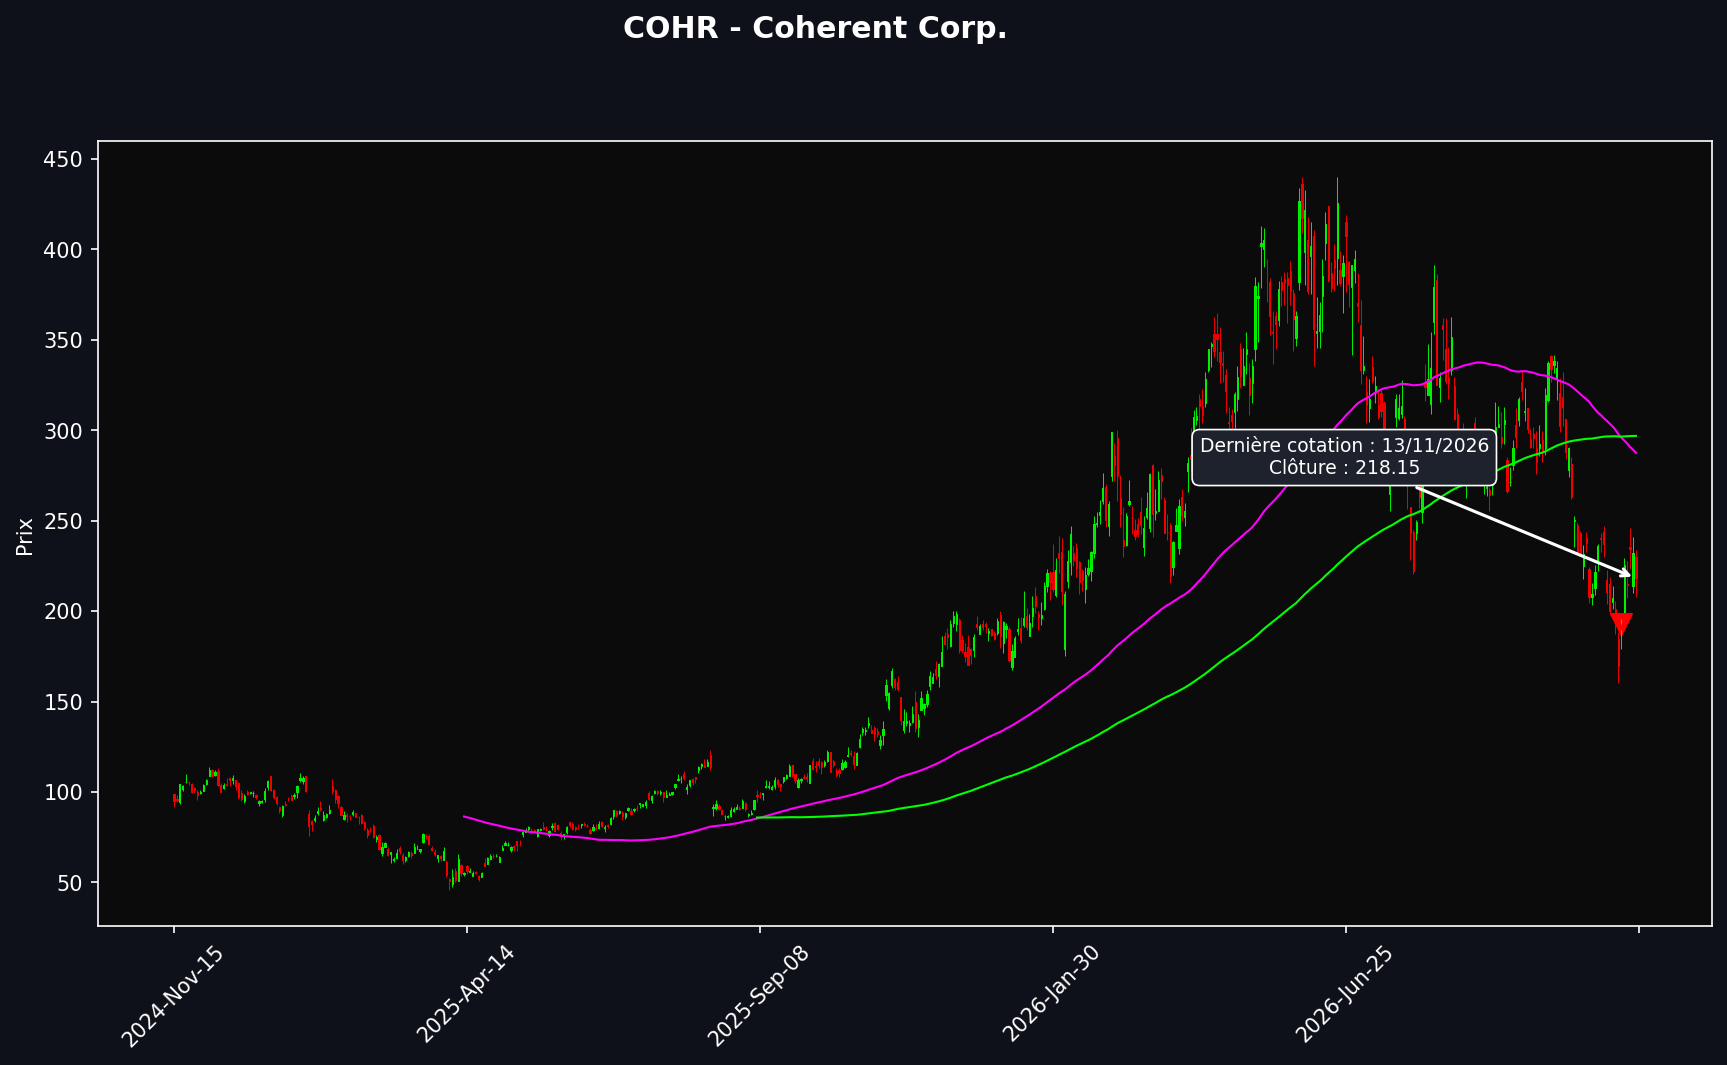 COHR - Coherent Corp.
450
400
350
300
250
200
150
100
50
Prix
Dernière cotation : 13/11/2026
Clôture : 218.15
2024-Nov-15
2025-Apr-14
2025-Sep-08
2026-Jan-30
2026-Jun-25